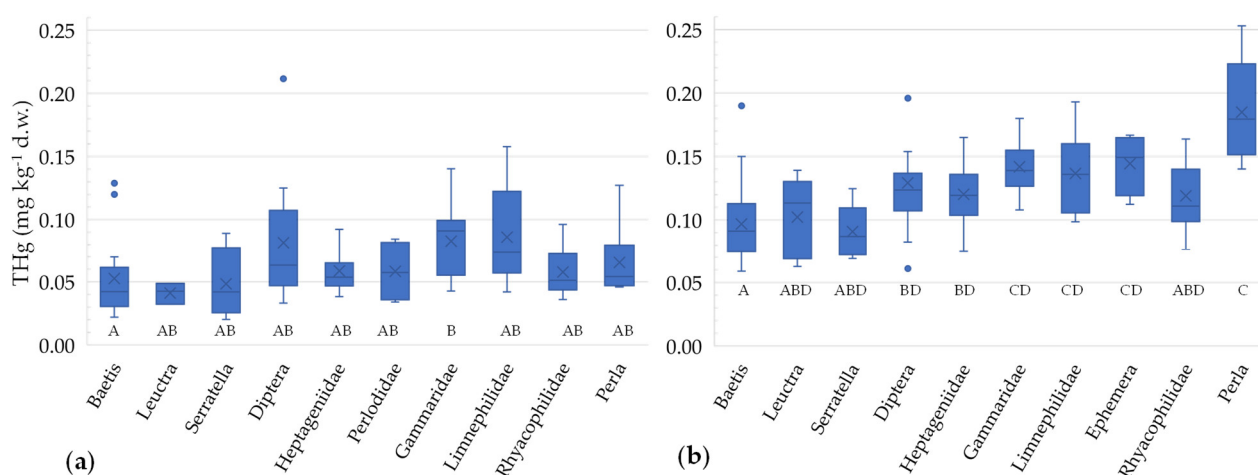 (a)
THg (mg kg⁻¹ d.w.)
0.25
0.20
0.15
0.10
0.05
0.00
A AB AB AB AB AB B AB AB AB
Baetis
Leuctra
Serratella
Diptera
Heptageniidae
Perlodidae
Gammaridae
Limnephilidae
Rhyacophilidae
Perla
(b)
0.25
0.20
0.15
0.10
0.05
0.00
A ABD ABD BD BD CD CD CD ABD C
Baetis
Leuctra
Serratella
Diptera
Heptageniidae
Gammaridae
Limnephilidae
Ephemera
Rhyacophilidae
Perla